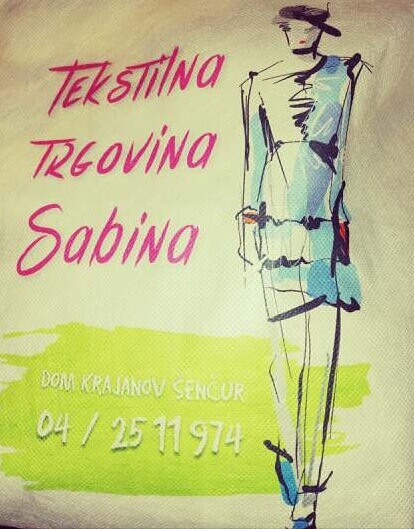 TEKSTILNA
TRGOVINA
Sabina
DOM KRAJANOV ŠENČUR
04 / 25 11 974